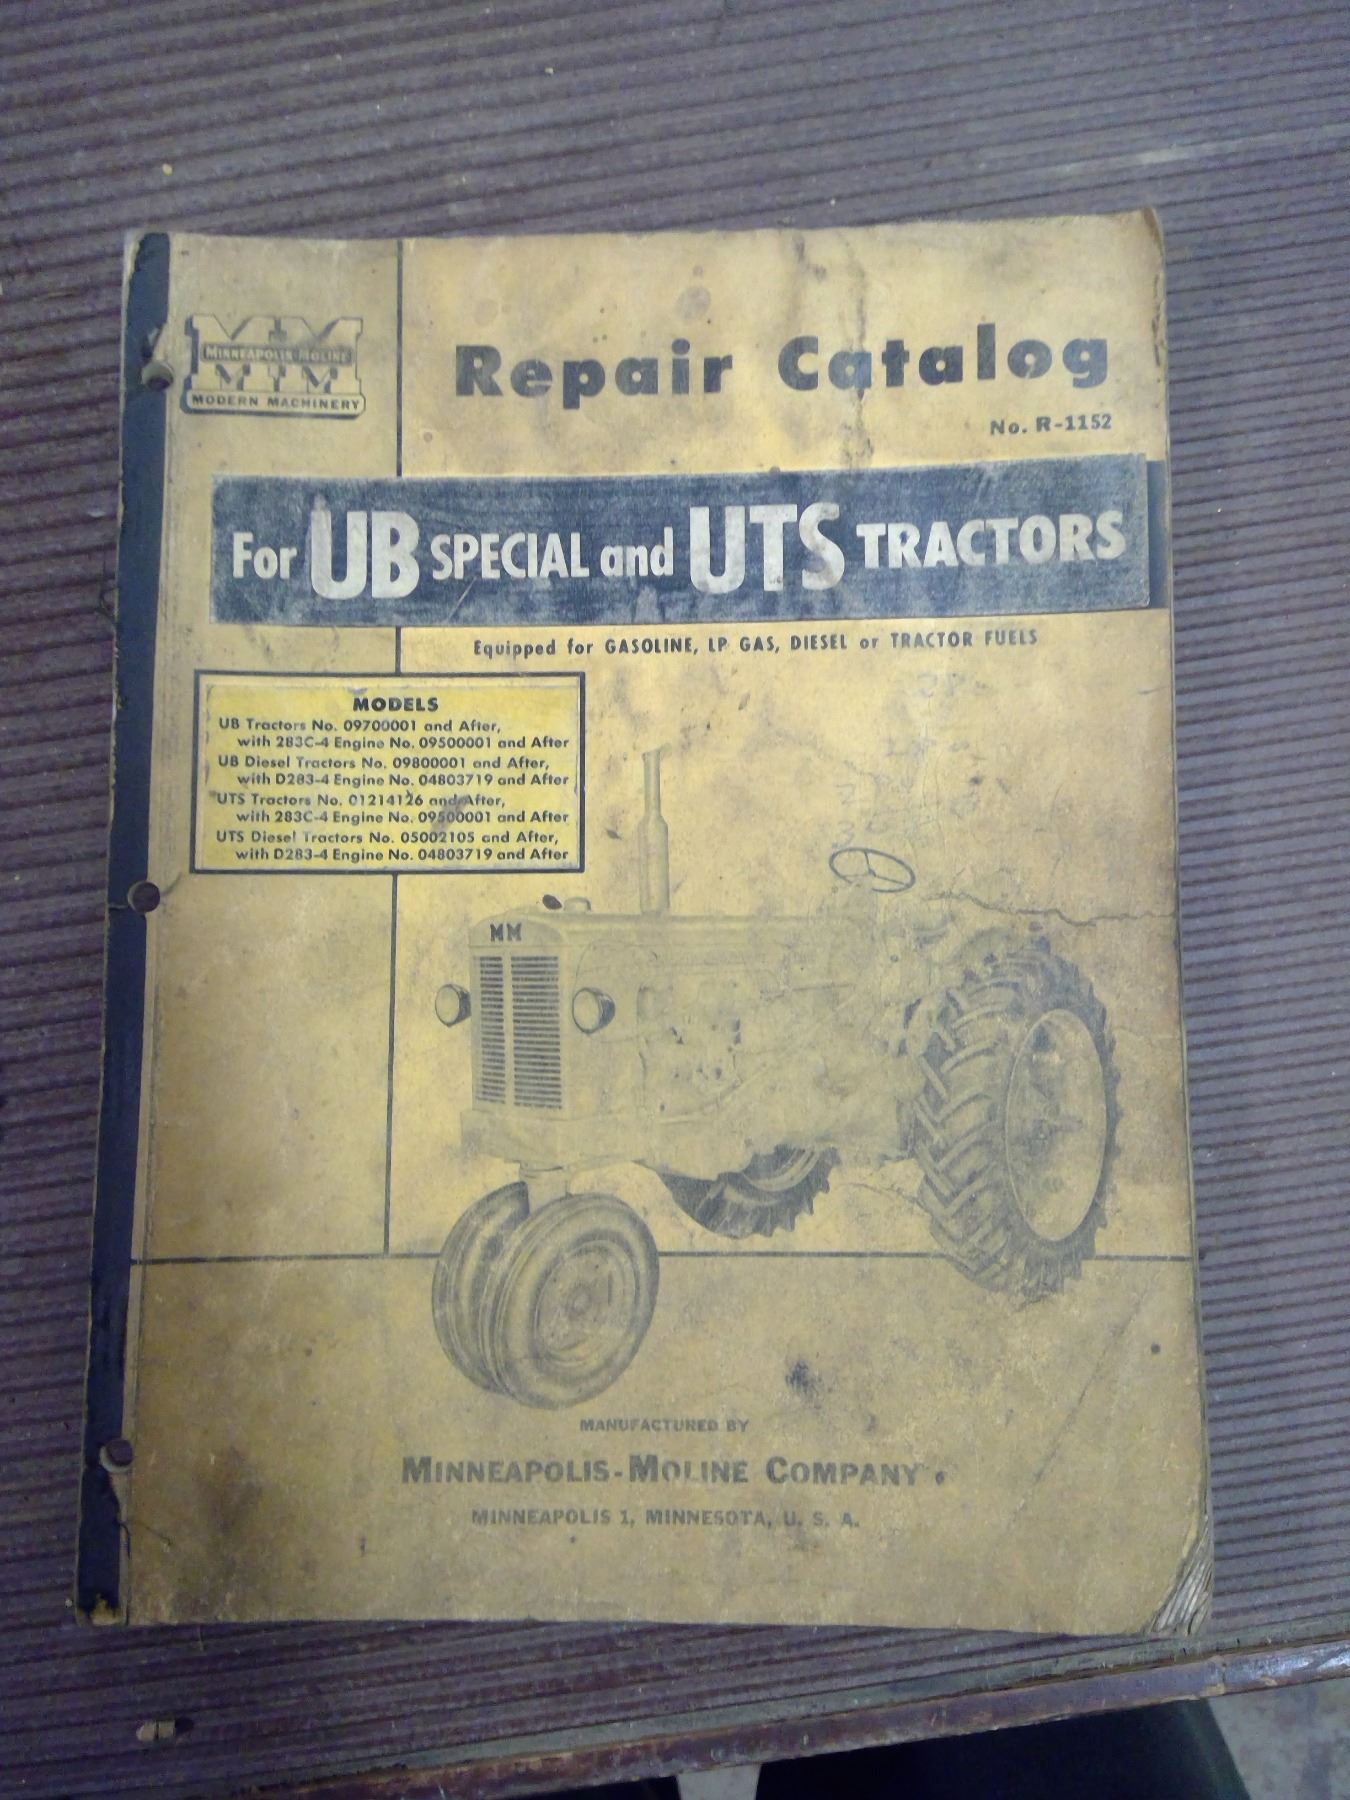 MM
MINNEAPOLIS-MOLINE
MODERN MACHINERY
Repair Catalog
No. R-1152
For UB SPECIAL and UTS TRACTORS
Equipped for GASOLINE, LP GAS, DIESEL or TRACTOR FUELS
MODELS
UB Tractors No. 09700001 and After,
with 283C-4 Engine No. 09500001 and After
UB Diesel Tractors No. 09800001 and After,
with D283-4 Engine No. 04803719 and After
UTS Tractors No. 01214126 and After,
with 283C-4 Engine No. 09500001 and After
UTS Diesel Tractors No. 05002105 and After,
with D283-4 Engine No. 04803719 and After
MM
MANUFACTURED BY
MINNEAPOLIS-MOLINE COMPANY
MINNEAPOLIS 1, MINNESOTA, U. S. A.